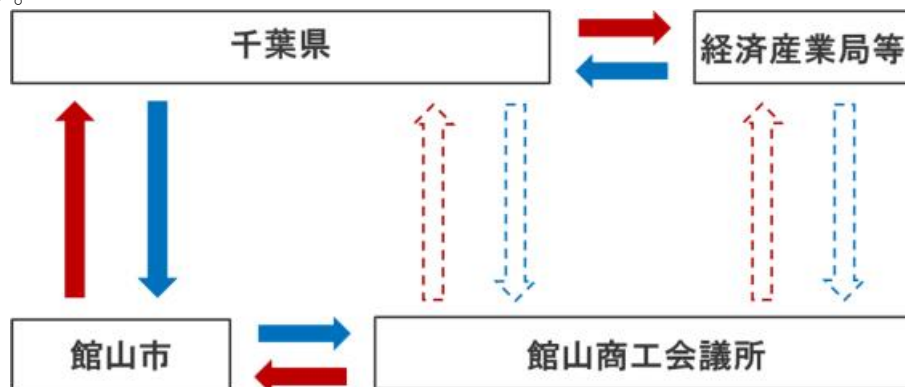 。
千葉県
経済産業局等
館山市
館山商工会議所